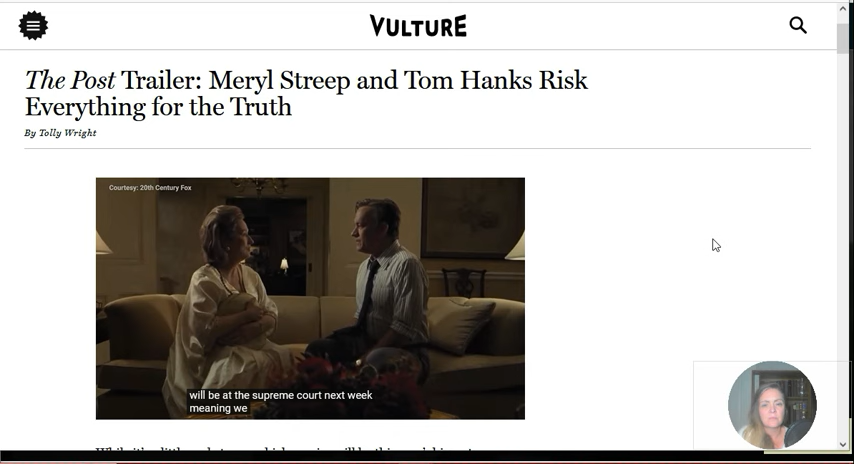 VULTURE
The Post Trailer: Meryl Streep and Tom Hanks Risk
Everything for the Truth
By Tolly Wright
Courtesy: 20th Century Fox
will be at the supreme court next week
meaning we